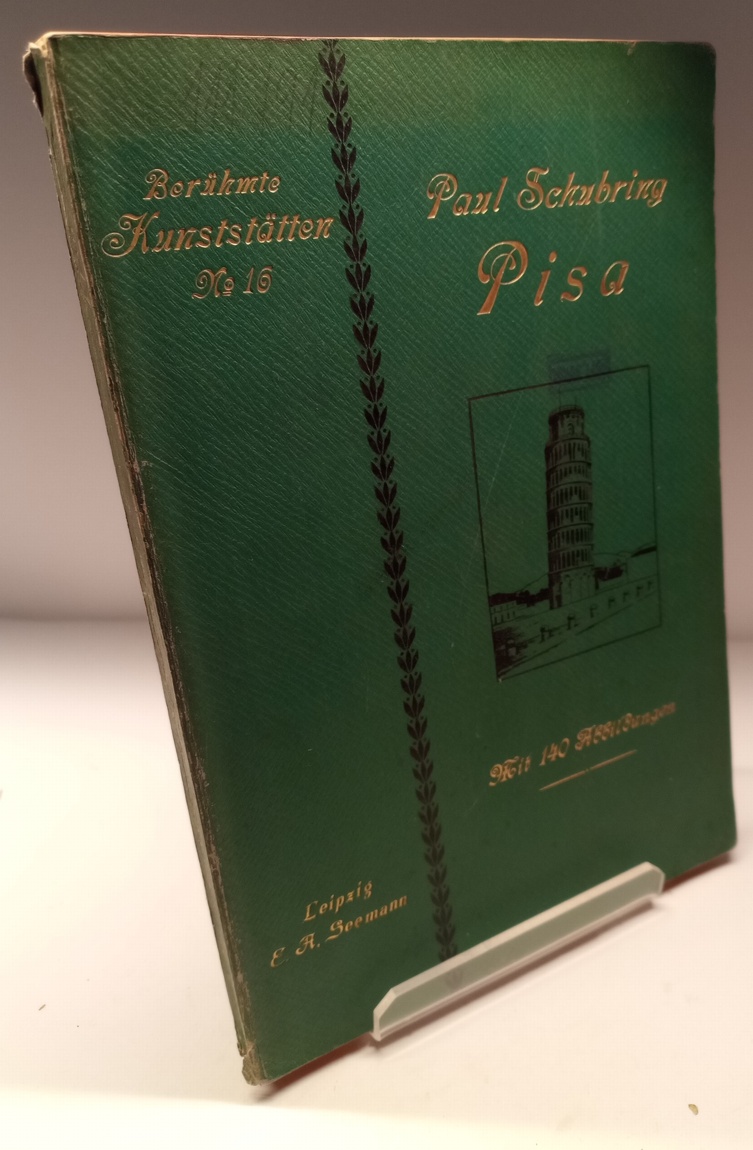 Berühmte
Kunststätten
No 16
Paul Schubring
Pisa
Mit 140 Abbildungen
Leipzig
E. A. Seemann